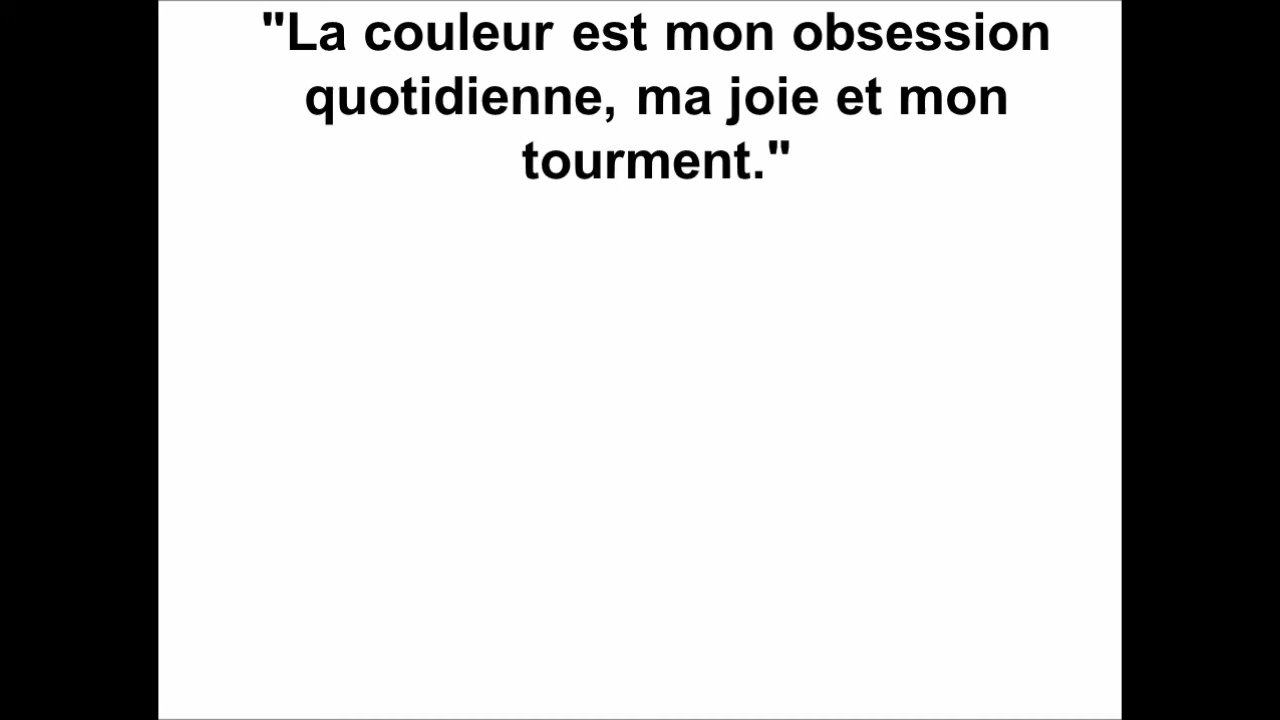 "La couleur est mon obsession
quotidienne, ma joie et mon
tourment."